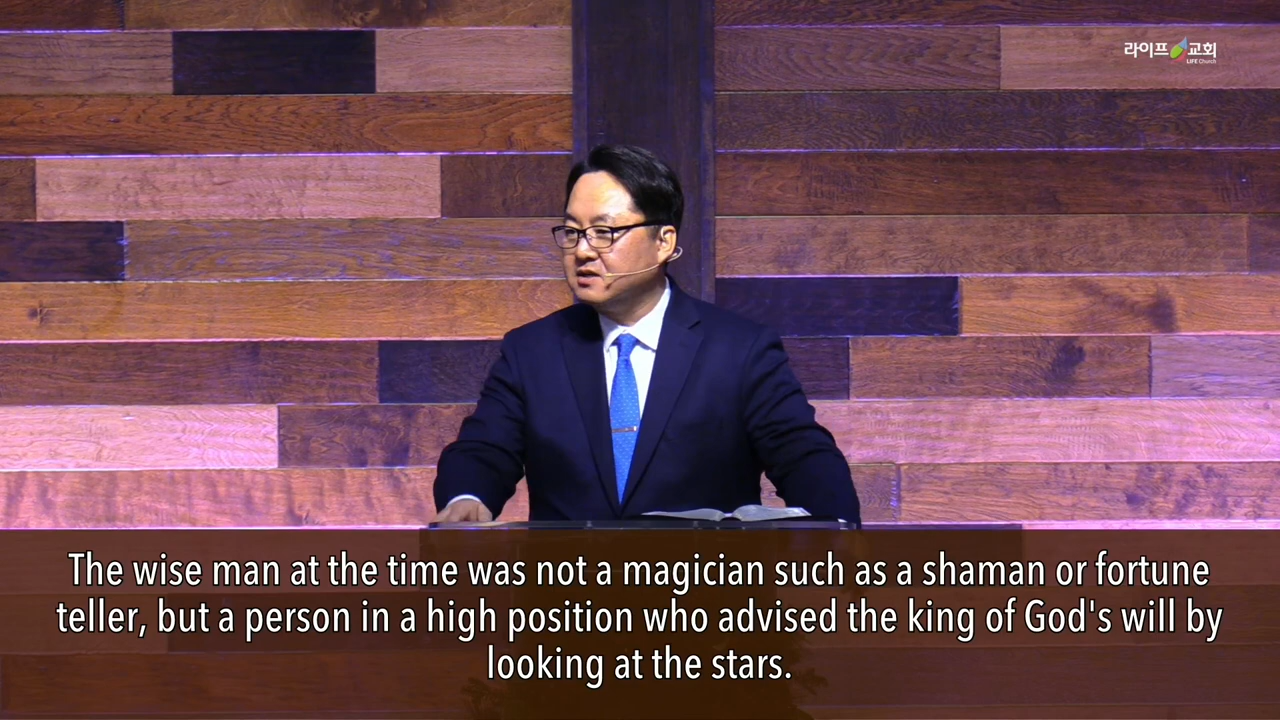 라이프 교회
LIFE Church
The wise man at the time was not a magician such as a shaman or fortune
teller, but a person in a high position who advised the king of God's will by
looking at the stars.